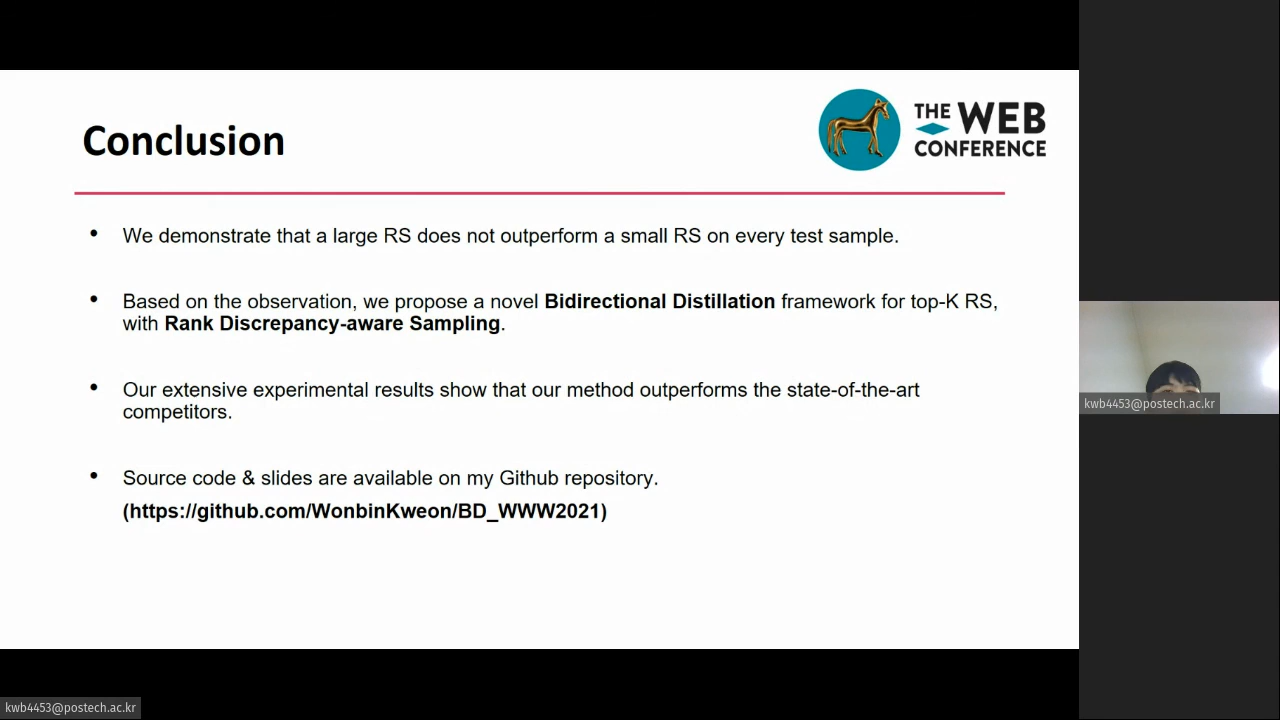 Conclusion
THE WEB
CONFERENCE
• We demonstrate that a large RS does not outperform a small RS on every test sample.
• Based on the observation, we propose a novel Bidirectional Distillation framework for top-K RS,
with Rank Discrepancy-aware Sampling.
• Our extensive experimental results show that our method outperforms the state-of-the-art
competitors.
• Source code & slides are available on my Github repository.
(https://github.com/WonbinKweon/BD_WWW2021)
kwb4453@postech.ac.kr
kwb4453@postech.ac.kr